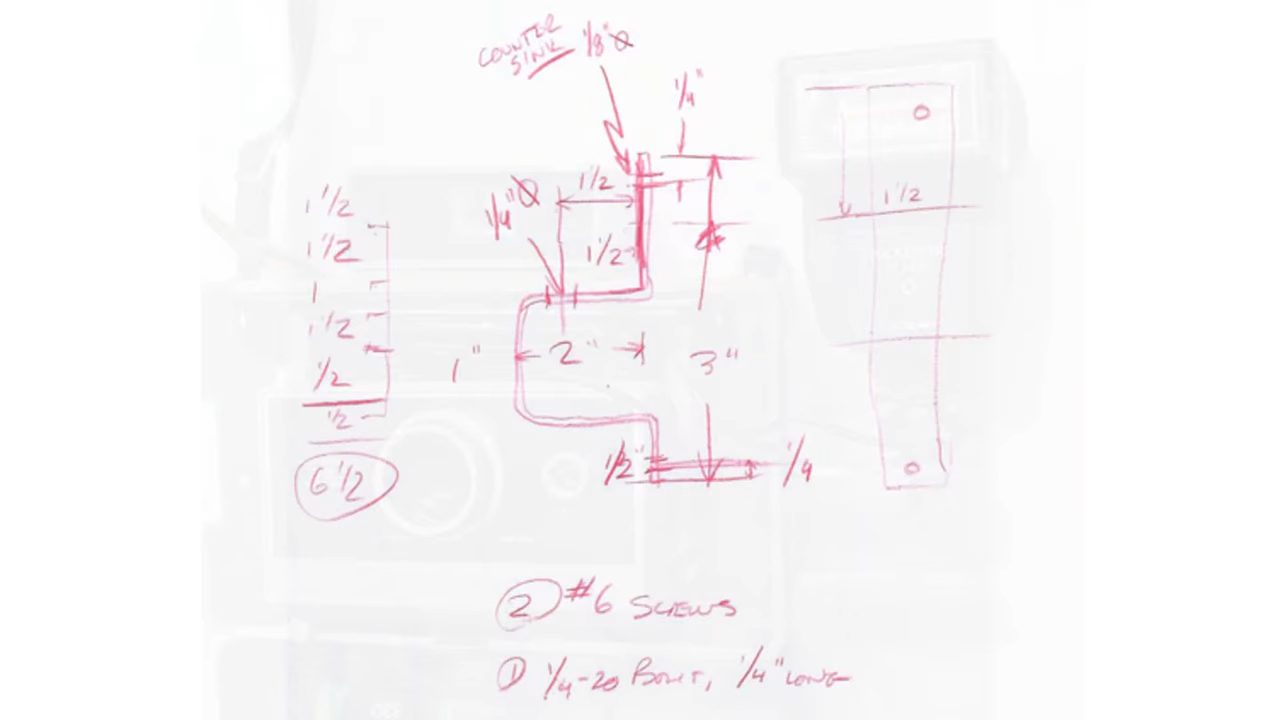 COUNTER
SINK
1/8"Ø
1/4"
1 1/2
1/4"Ø
1 1/2
1 1/2
1 1/2
1
1 1/2
1/2
1/2
6 1/2
1 1/2
1"
2"
3"
1/2"
1/4
② #6 SCREWS
① 1/4-20 BOLT, 1/4" LONG